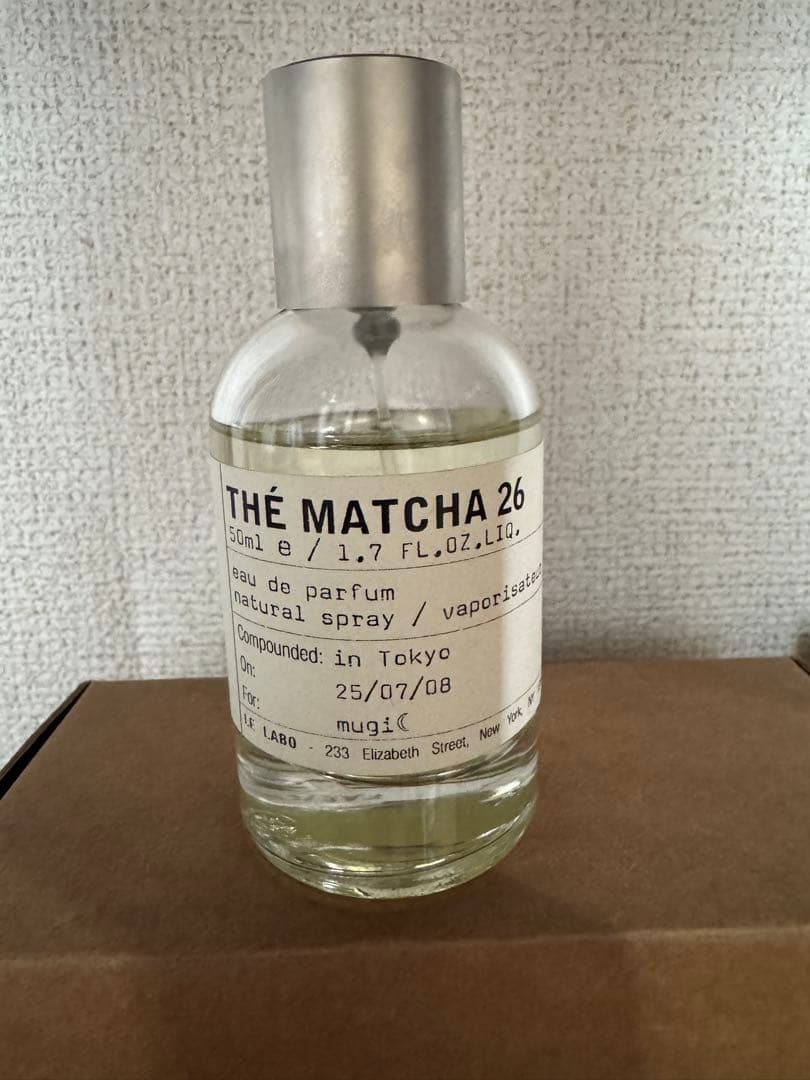 THÉ MATCHA 26
50ml e / 1.7 FL.OZ.LIQ.
eau de parfum
natural spray / vaporisateur
Compounded: in Tokyo
On: 25/07/08
For: mugi☾
LE LABO - 233 Elizabeth Street, New York, NY